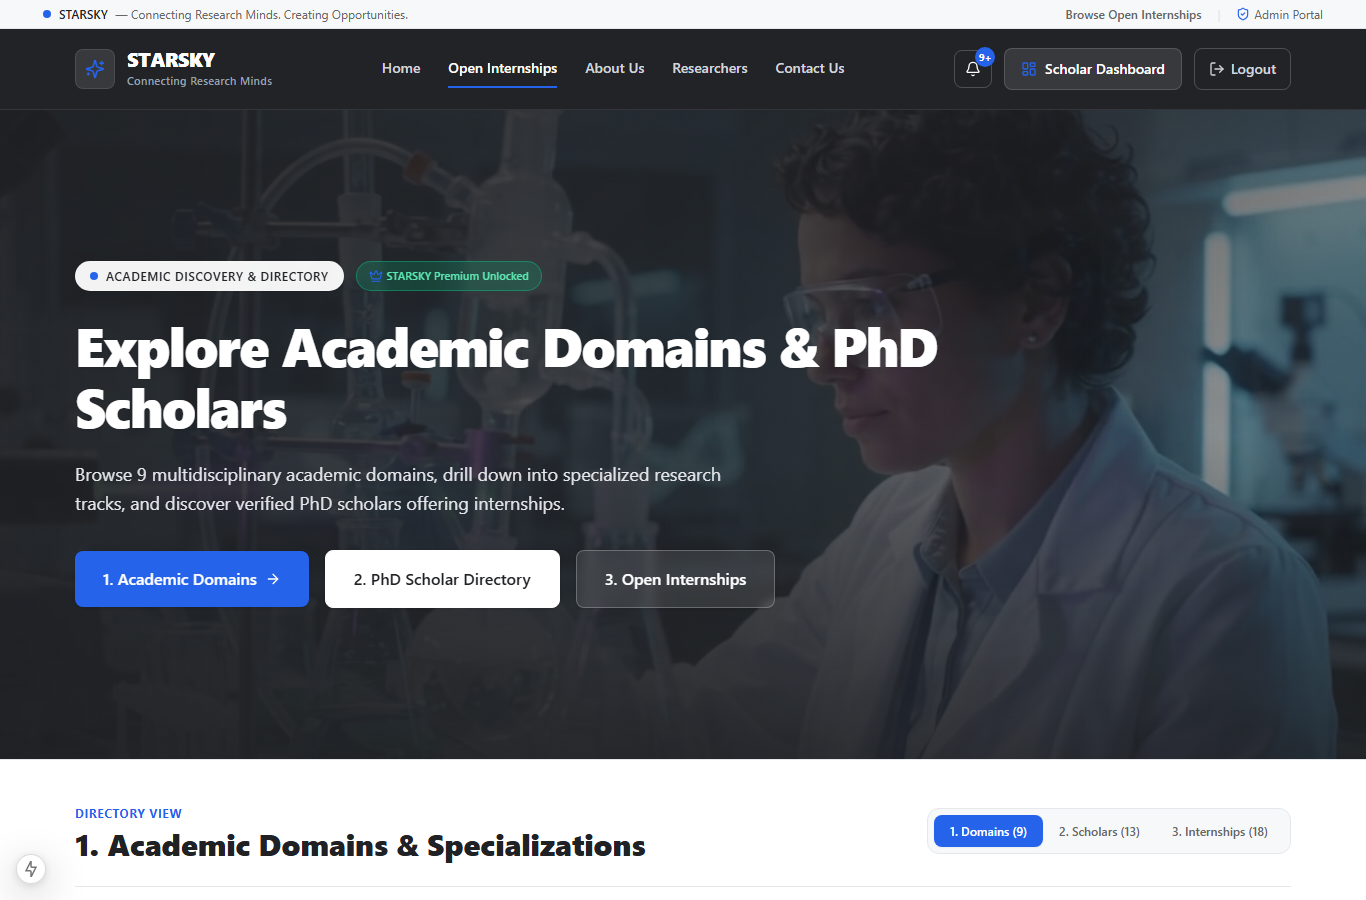 STARSKY — Connecting Research Minds. Creating Opportunities.
Browse Open Internships | Admin Portal
STARSKY
Connecting Research Minds
Home
Open Internships
About Us
Researchers
Contact Us
9+
Scholar Dashboard
Logout
ACADEMIC DISCOVERY & DIRECTORY
STARSKY Premium Unlocked
Explore Academic Domains & PhD
Scholars
Browse 9 multidisciplinary academic domains, drill down into specialized research
tracks, and discover verified PhD scholars offering internships.
1. Academic Domains →
2. PhD Scholar Directory
3. Open Internships
DIRECTORY VIEW
1. Academic Domains & Specializations
1. Domains (9)
2. Scholars (13)
3. Internships (18)